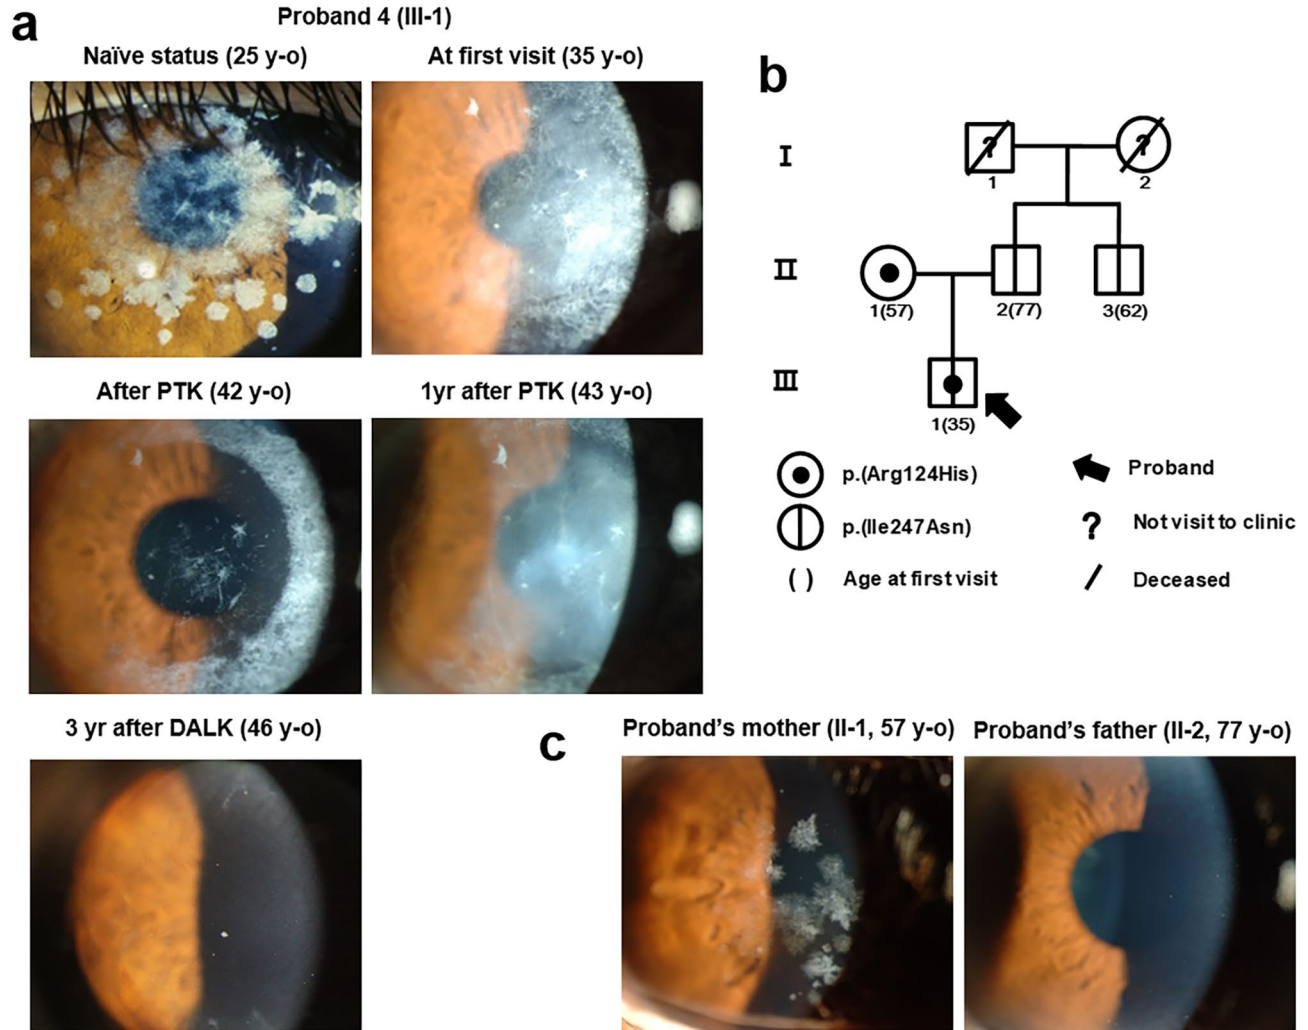 a
Proband 4 (III-1)
Naïve status (25 y-o)
At first visit (35 y-o)
After PTK (42 y-o)
1yr after PTK (43 y-o)
3 yr after DALK (46 y-o)
b
I
?
1
?
2
II
1(57)
2(77)
3(62)
III
1(35)
p.(Arg124His)
Proband
p.(Ile247Asn)
? Not visit to clinic
( ) Age at first visit
/ Deceased
c
Proband's mother (II-1, 57 y-o)
Proband's father (II-2, 77 y-o)